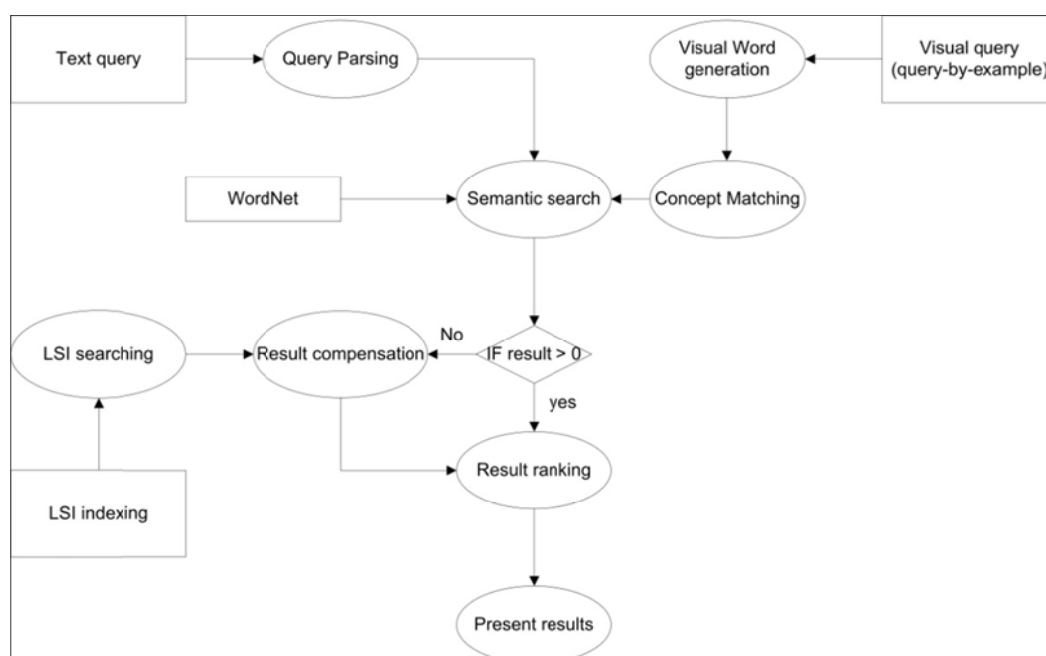 Text query
Query Parsing
Visual Word
generation
Visual query
(query-by-example)
WordNet
Semantic search
Concept Matching
LSI searching
Result compensation
No
IF result > 0
yes
Result ranking
LSI indexing
Present results